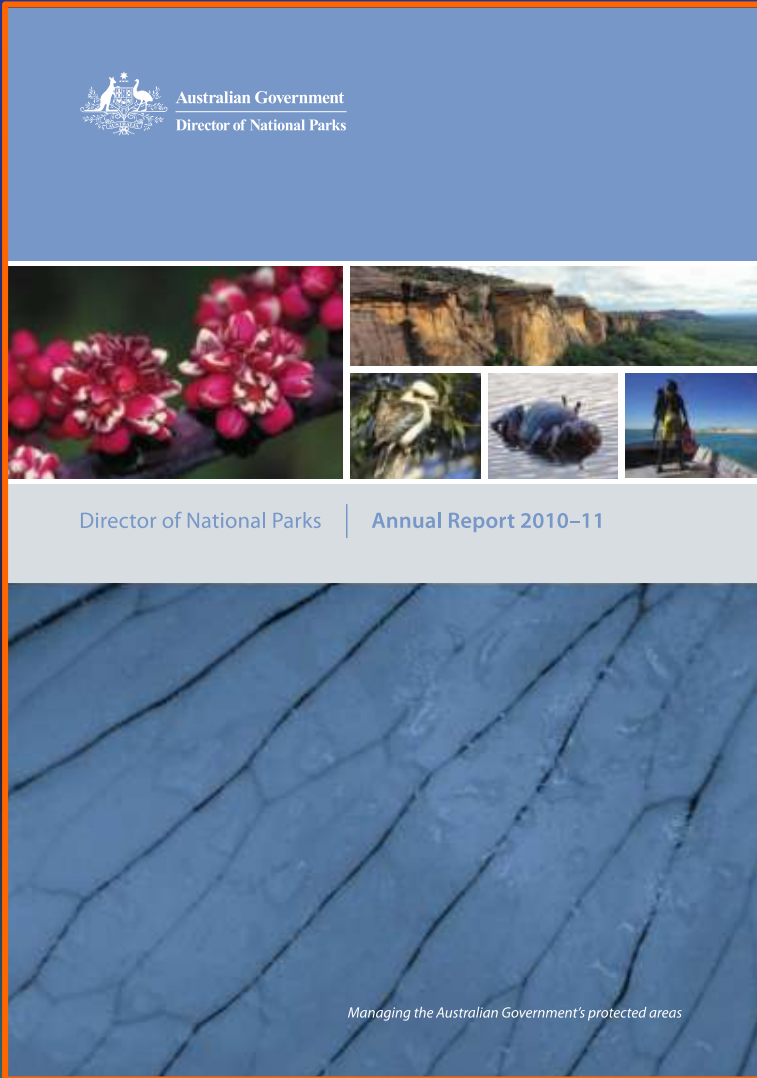 Australian Government
Director of National Parks
Director of National Parks
Annual Report 2010–11
Managing the Australian Government's protected areas